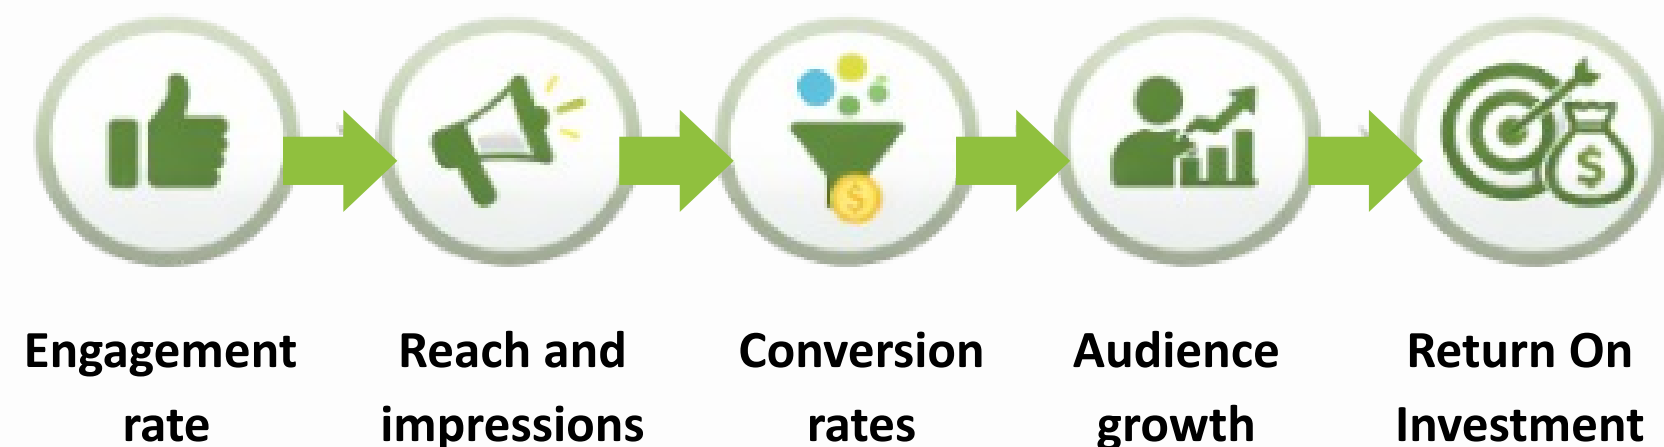 Engagement rate
Reach and impressions
Conversion rates
Audience growth
Return On Investment
$
$